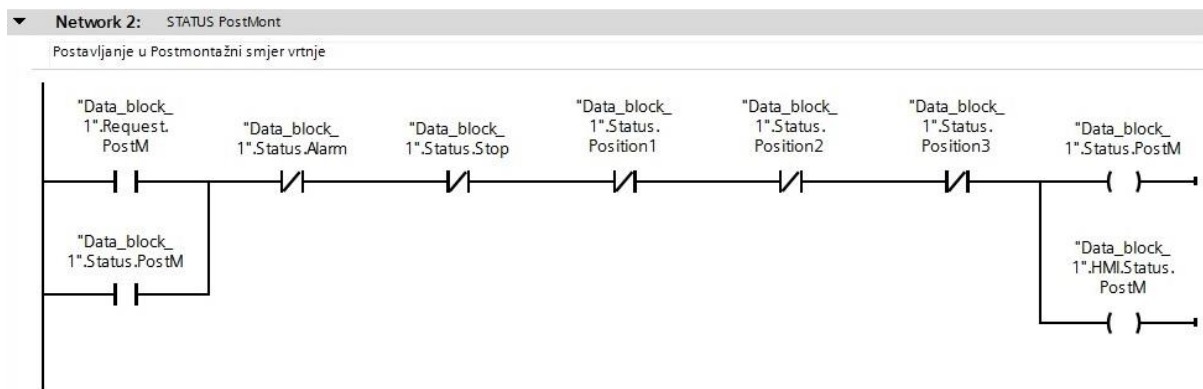 Network 2: STATUS PostMont
Postavljanje u Postmontažni smjer vrtnje
"Data_block_
1".Request.
PostM
"Data_block_
1".Status.Alarm
"Data_block_
1".Status.Stop
"Data_block_
1".Status.
Position1
"Data_block_
1".Status.
Position2
"Data_block_
1".Status.
Position3
"Data_block_
1".Status.PostM
"Data_block_
1".Status.PostM
"Data_block_
1".HMI.Status.
PostM